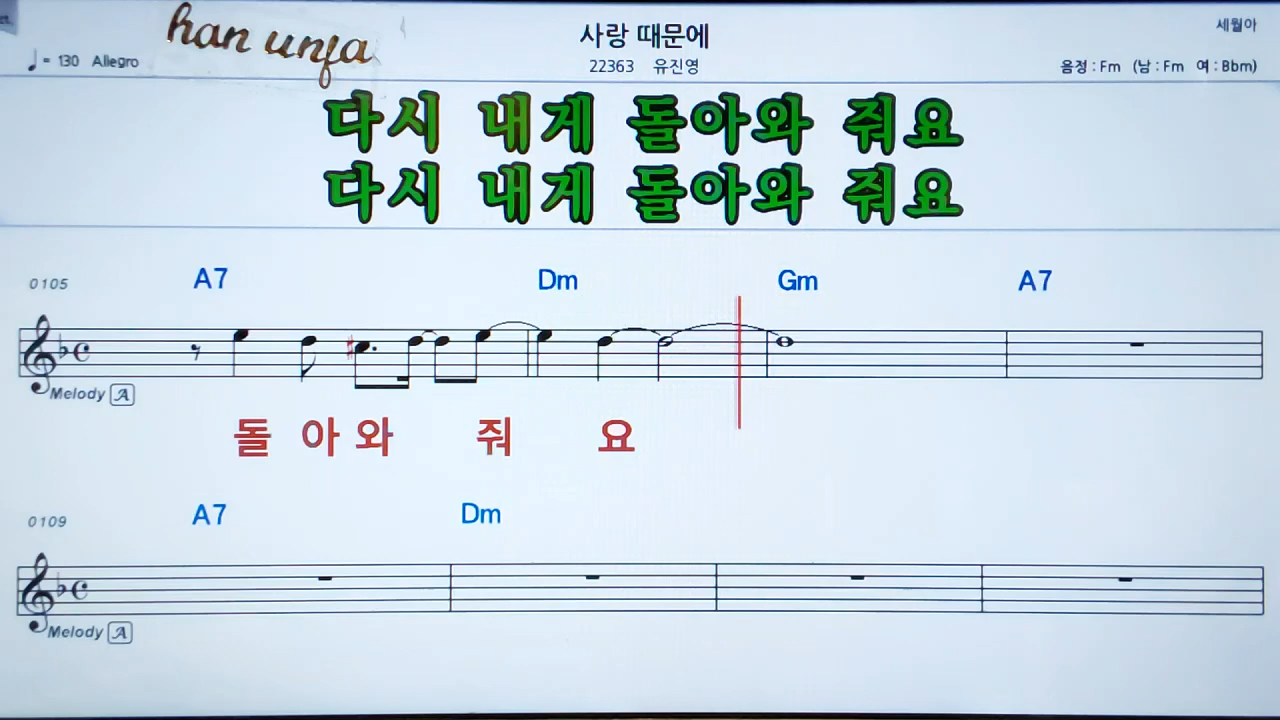 han unfa
사랑 때문에
세월아
♩ = 130 Allegro
22363 유진영
음정 : Fm (남 : Fm 여 : Bbm)
다시 내게 돌아와 줘요
다시 내게 돌아와 줘요
0105 A7 Dm Gm A7
Melody A
돌 아 와 줘 요
0109 A7 Dm
Melody A